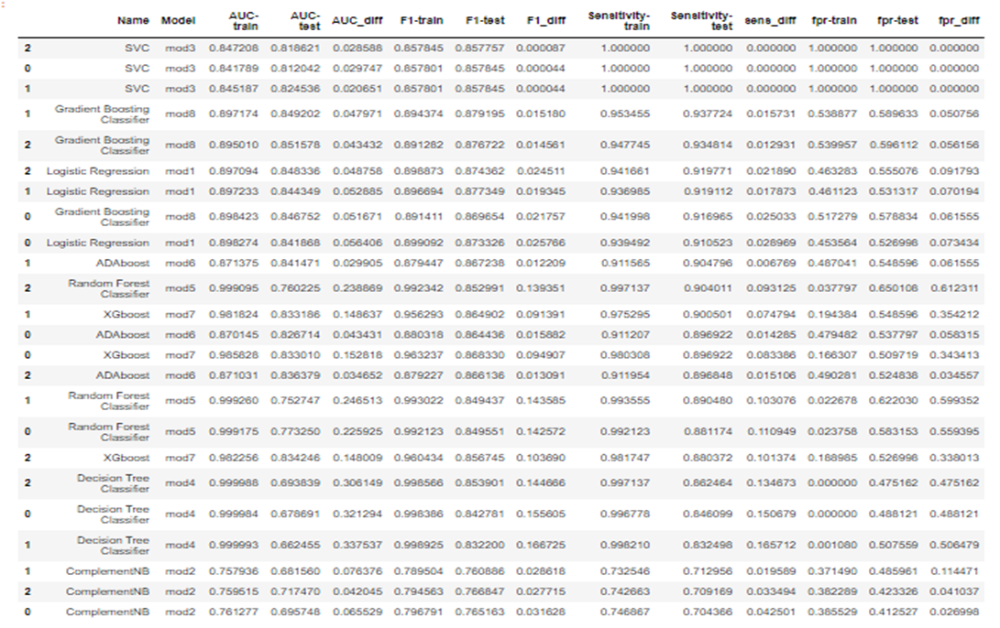 Name Model AUC-train AUC-test AUC_diff F1-train F1-test F1_diff Sensitivity-train Sensitivity-test sens_diff fpr-train fpr-test fpr_diff
2 SVC mod3 0.847208 0.818621 0.028588 0.857845 0.857757 0.000087 1.000000 1.000000 0.000000 1.000000 1.000000 0.000000
0 SVC mod3 0.841789 0.812042 0.029747 0.857801 0.857845 0.000044 1.000000 1.000000 0.000000 1.000000 1.000000 0.000000
1 SVC mod3 0.845187 0.824536 0.020651 0.857801 0.857845 0.000044 1.000000 1.000000 0.000000 1.000000 1.000000 0.000000
1 Gradient Boosting Classifier mod8 0.897174 0.849202 0.047971 0.894374 0.879195 0.015180 0.953455 0.937724 0.015731 0.538877 0.589633 0.050756
2 Gradient Boosting Classifier mod8 0.895010 0.851578 0.043432 0.891282 0.876722 0.014561 0.947745 0.934814 0.012931 0.539957 0.596112 0.056156
2 Logistic Regression mod1 0.897094 0.848336 0.048758 0.898873 0.874362 0.024511 0.941661 0.919771 0.021890 0.463283 0.555076 0.091793
1 Logistic Regression mod1 0.897233 0.844349 0.052885 0.896694 0.877349 0.019345 0.936985 0.919112 0.017873 0.461123 0.531317 0.070194
0 Gradient Boosting Classifier mod8 0.898423 0.846752 0.051671 0.891411 0.869654 0.021757 0.941998 0.916965 0.025033 0.517279 0.578834 0.061555
0 Logistic Regression mod1 0.898274 0.841868 0.056406 0.899092 0.873326 0.025766 0.939492 0.910523 0.028969 0.453564 0.526998 0.073434
1 ADAboost mod6 0.871375 0.841471 0.029905 0.879447 0.867238 0.012209 0.911565 0.904796 0.006769 0.487041 0.548596 0.061555
2 Random Forest Classifier mod5 0.999095 0.760225 0.238869 0.992342 0.852991 0.139351 0.997137 0.904011 0.093125 0.037797 0.650108 0.612311
1 XGboost mod7 0.981824 0.833186 0.148637 0.956293 0.864902 0.091391 0.975295 0.900501 0.074794 0.194384 0.548596 0.354212
0 ADAboost mod6 0.870145 0.826714 0.043431 0.880318 0.864436 0.015882 0.911207 0.896922 0.014285 0.479482 0.537797 0.058315
0 XGboost mod7 0.985828 0.833010 0.152818 0.963237 0.868330 0.094907 0.980308 0.896922 0.083386 0.166307 0.509719 0.343413
2 ADAboost mod6 0.871031 0.836379 0.034652 0.879227 0.866136 0.013091 0.911954 0.896848 0.015106 0.490281 0.524838 0.034557
1 Random Forest Classifier mod5 0.999260 0.752747 0.246513 0.993022 0.849437 0.143585 0.993555 0.890480 0.103076 0.022678 0.622030 0.599352
0 Random Forest Classifier mod5 0.999175 0.773250 0.225925 0.992123 0.849551 0.142572 0.992123 0.881174 0.110949 0.023758 0.583153 0.559395
2 XGboost mod7 0.982256 0.834246 0.148009 0.960434 0.856745 0.103690 0.981747 0.880372 0.101374 0.188985 0.526998 0.338013
2 Decision Tree Classifier mod4 0.999988 0.693839 0.306149 0.998566 0.853901 0.144666 0.997137 0.862464 0.134673 0.000000 0.475162 0.475162
0 Decision Tree Classifier mod4 0.999984 0.678691 0.321294 0.998386 0.842781 0.155605 0.996778 0.846099 0.150679 0.000000 0.488121 0.488121
1 Decision Tree Classifier mod4 0.999993 0.662455 0.337537 0.998925 0.832200 0.166725 0.998210 0.832498 0.165712 0.001080 0.507559 0.506479
1 ComplementNB mod2 0.757936 0.681560 0.076376 0.789504 0.760886 0.028618 0.732546 0.712956 0.019589 0.371490 0.485961 0.114471
2 ComplementNB mod2 0.759515 0.717470 0.042045 0.794563 0.766847 0.027715 0.742663 0.709169 0.033494 0.382289 0.423326 0.041037
0 ComplementNB mod2 0.761277 0.695748 0.065529 0.796791 0.765163 0.031628 0.746867 0.704366 0.042501 0.385529 0.412527 0.026998